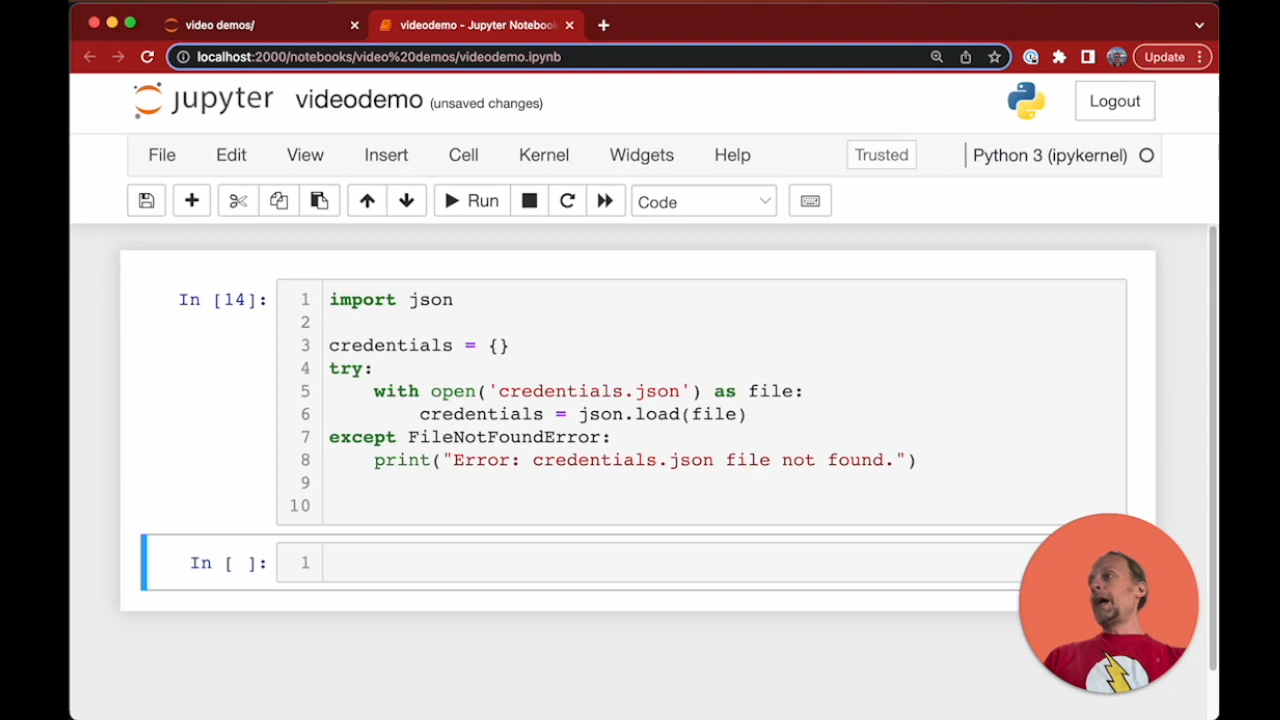 video demos/
videodemo - Jupyter Noteboo
localhost:2000/notebooks/video%20demos/videodemo.ipynb
Update
jupyter videodemo (unsaved changes)
Logout
File Edit View Insert Cell Kernel Widgets Help
Trusted
Python 3 (ipykernel)
Run
Code
In [14]:
1 import json
2
3 credentials = {}
4 try:
5     with open('credentials.json') as file:
6         credentials = json.load(file)
7 except FileNotFoundError:
8     print("Error: credentials.json file not found.")
9
10
In [ ]:
1